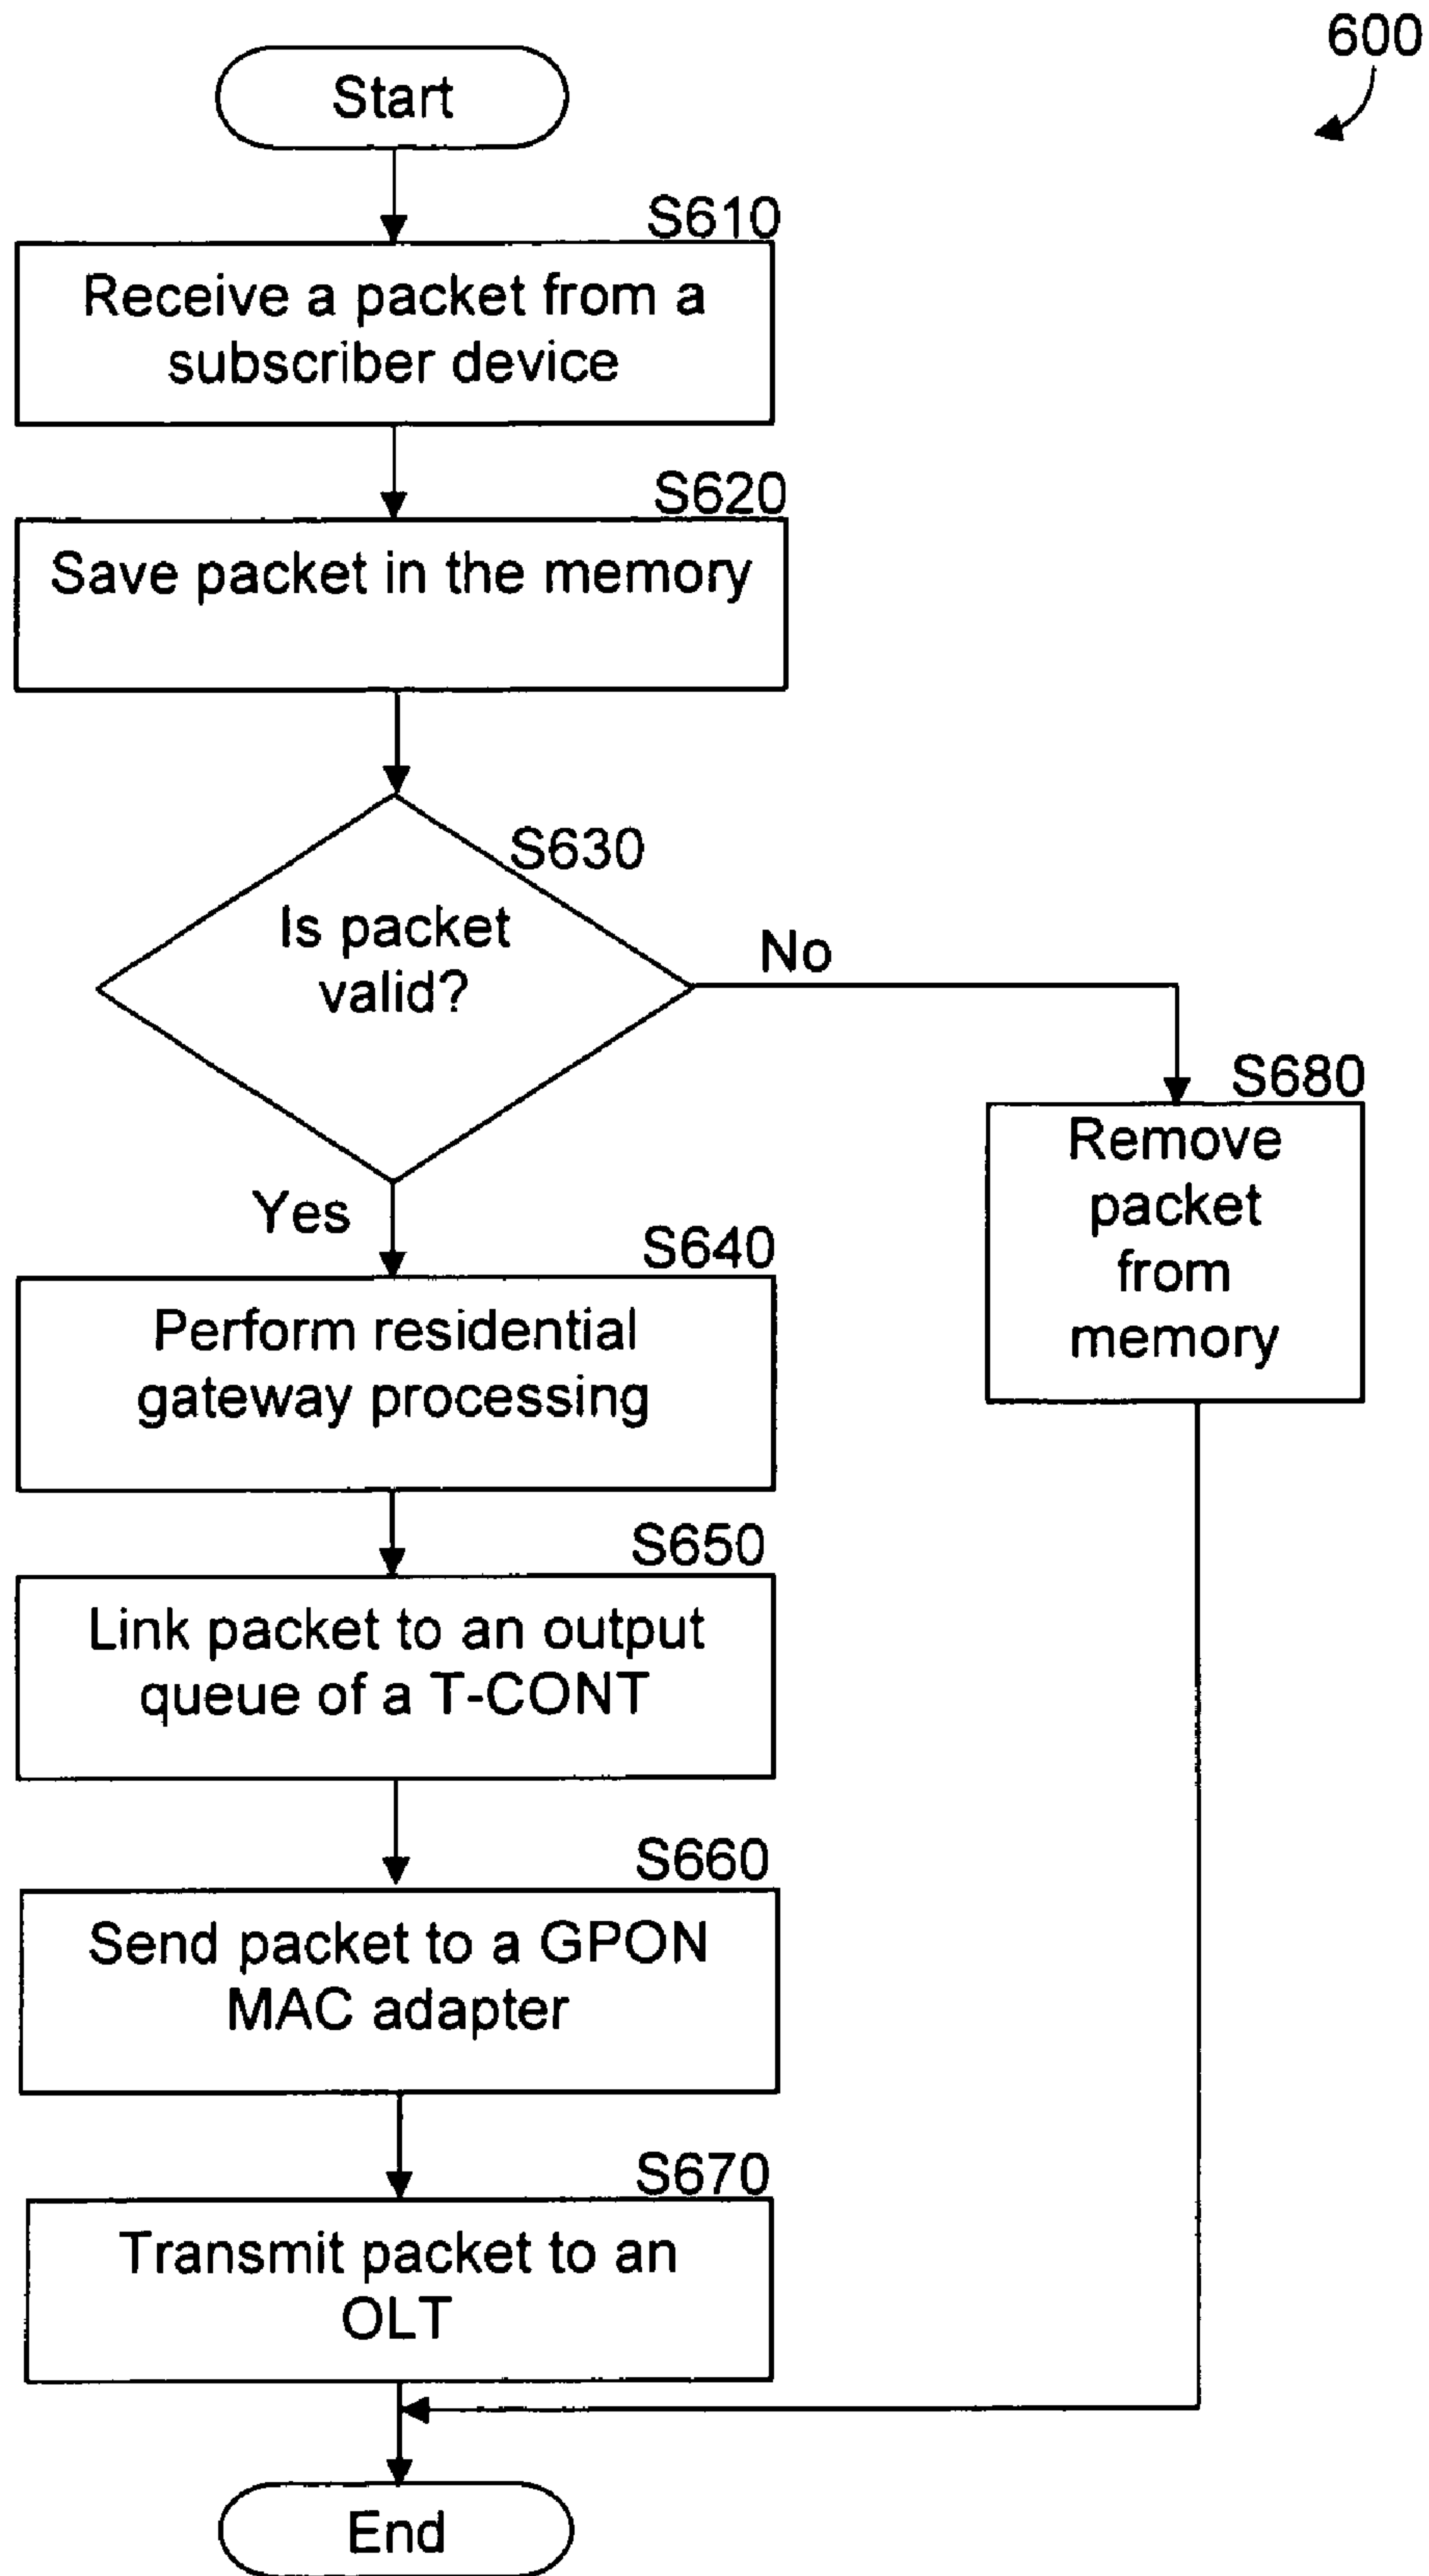 600
Start
S610
Receive a packet from a
subscriber device
S620
Save packet in the memory
S630
Is packet
valid?
No
Yes
S680
Remove
packet
from
memory
S640
Perform residential
gateway processing
S650
Link packet to an output
queue of a T-CONT
S660
Send packet to a GPON
MAC adapter
S670
Transmit packet to an
OLT
End